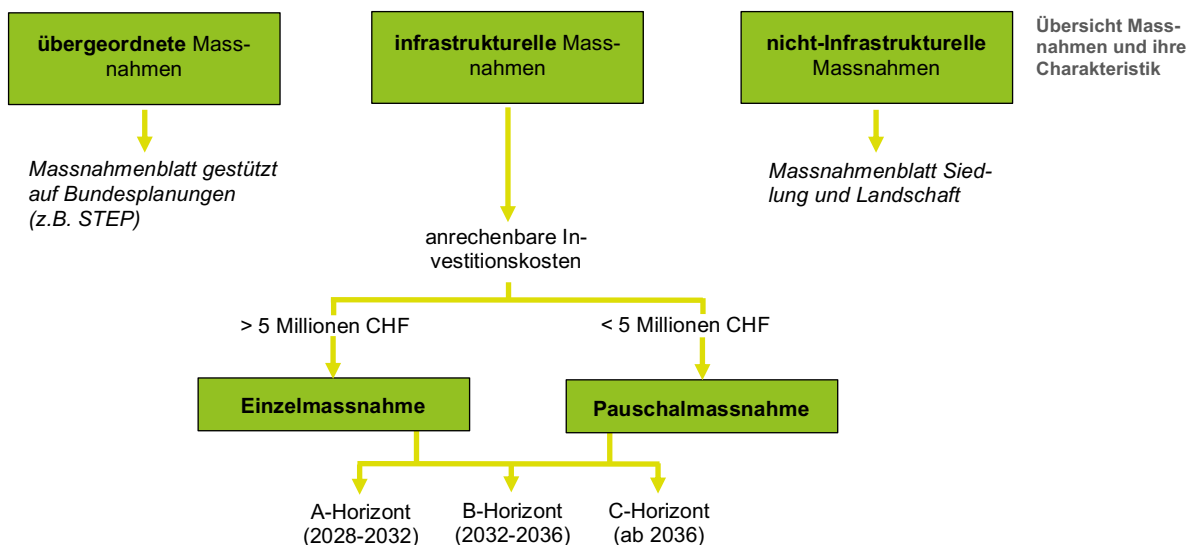 übergeordnete Mass-
nahmen
infrastrukturelle Mass-
nahmen
nicht-Infrastrukturelle
Massnahmen
Übersicht Mass-
nahmen und ihre
Charakteristik
Massnahmenblatt gestützt
auf Bundesplanungen
(z.B. STEP)
Massnahmenblatt Sied-
lung und Landschaft
anrechenbare In-
vestitionskosten
> 5 Millionen CHF
< 5 Millionen CHF
Einzelmassnahme
Pauschalmassnahme
A-Horizont
(2028-2032)
B-Horizont
(2032-2036)
C-Horizont
(ab 2036)